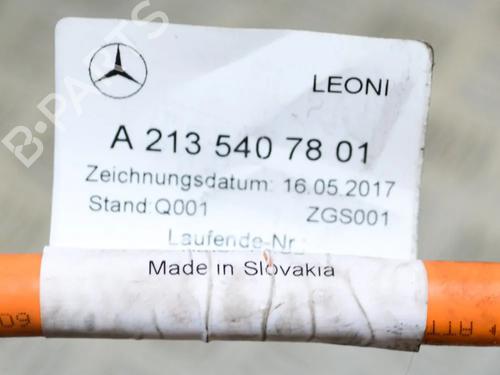 B-PARTS
LEONI
A 213 540 78 01
Zeichnungsdatum: 16.05.2017
Stand: Q001 ZGS001
Laufende-Nr.:
Made in Slovakia